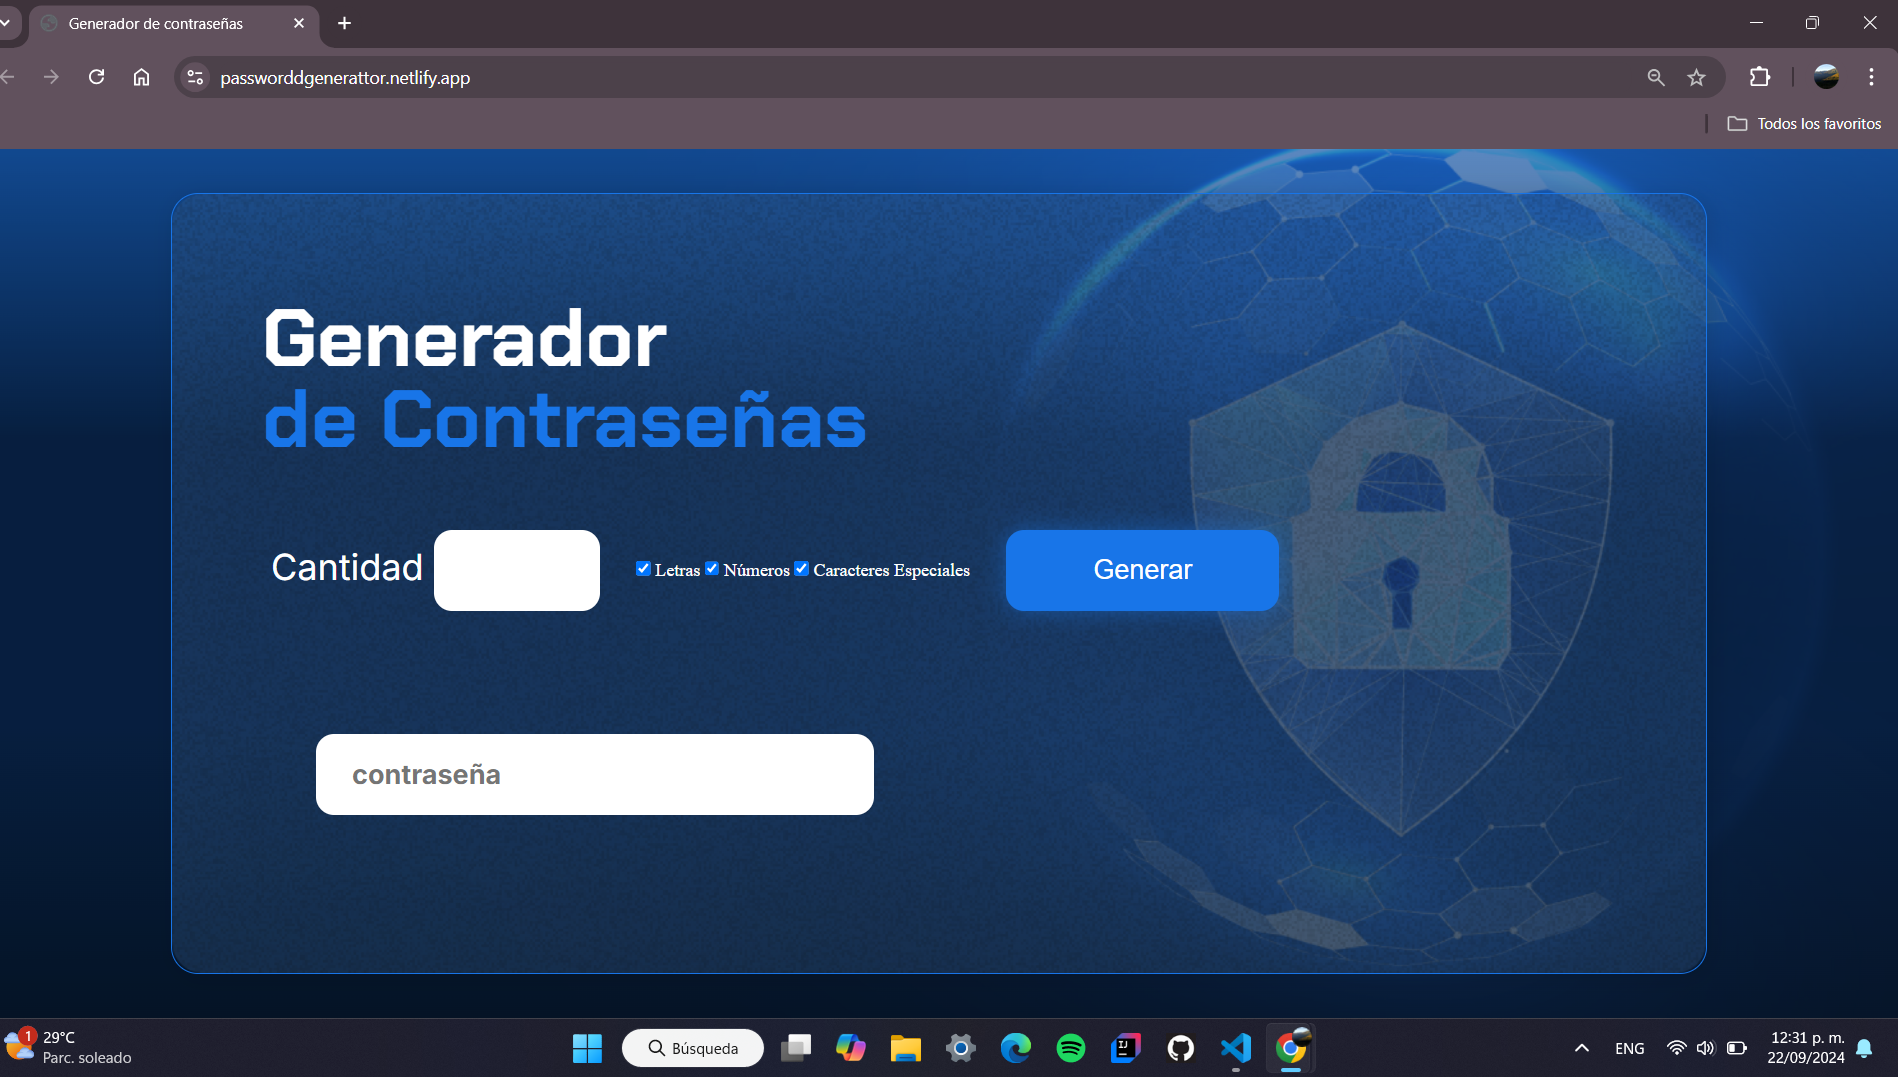 Generador de contraseñas
passworddgenerattor.netlify.app
Todos los favoritos
Generador
de Contraseñas
Cantidad
Letras Números Caracteres Especiales
Generar
contraseña
1
29°C
Parc. soleado
Búsqueda
IJ
ENG
12:31 p. m.
22/09/2024